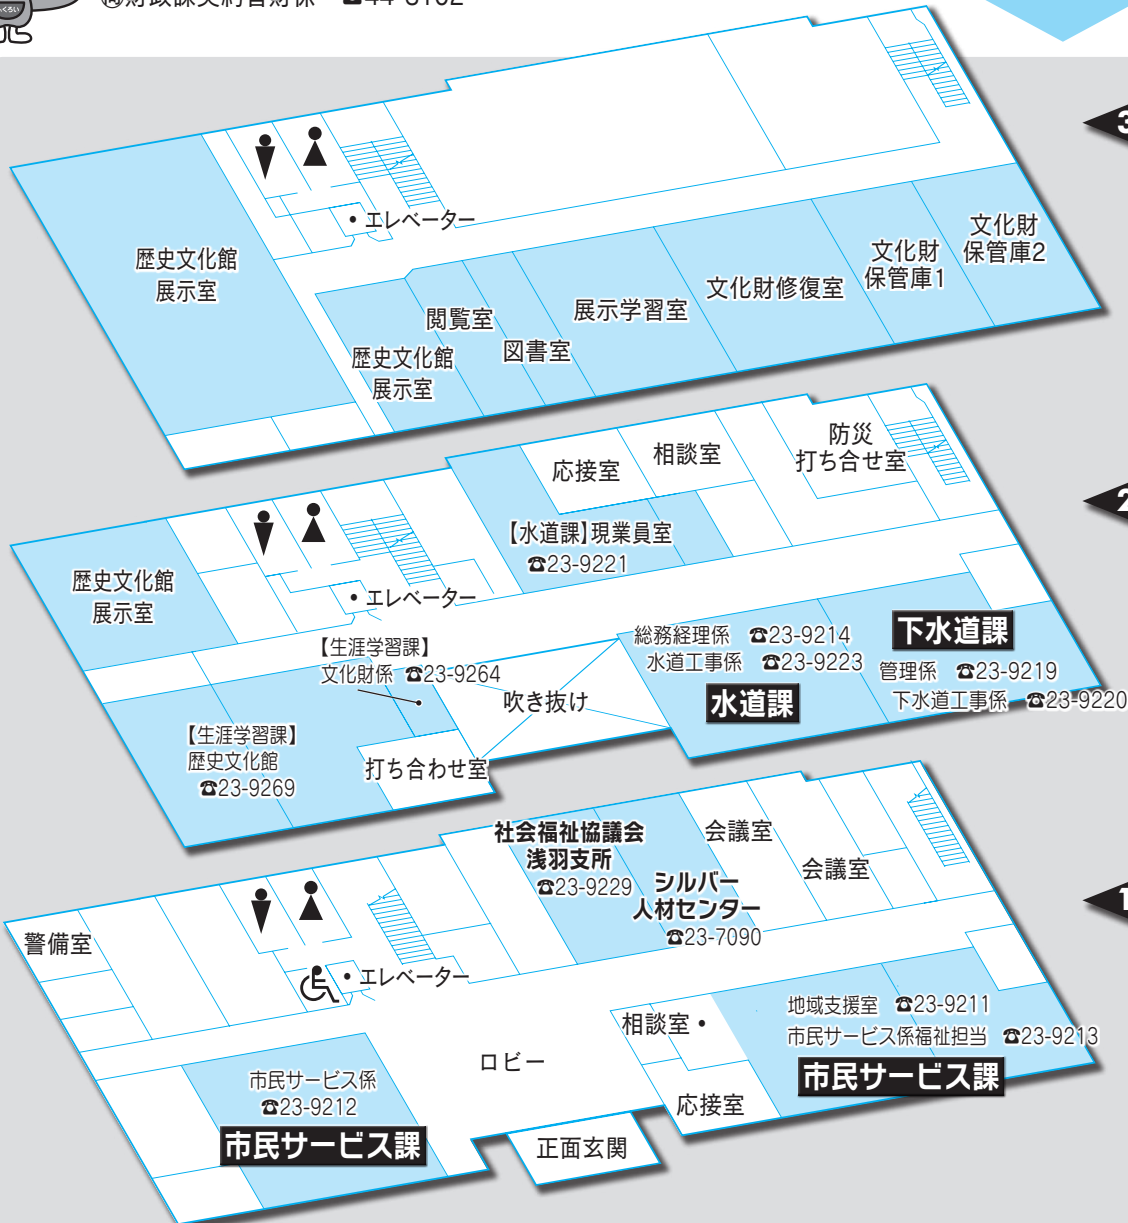 財政課契約管財係 ☎44-3102
3
エレベーター
歴史文化館
展示室
歴史文化館
展示室
閲覧室
図書室
展示学習室
文化財修復室
文化財
保管庫1
文化財
保管庫2
2
応接室
相談室
防災
打ち合せ室
【水道課】現業員室
☎23-9221
歴史文化館
展示室
エレベーター
【生涯学習課】
文化財係 ☎23-9264
【生涯学習課】
歴史文化館
☎23-9269
打ち合わせ室
吹き抜け
総務経理係 ☎23-9214
水道工事係 ☎23-9223
水道課
下水道課
管理係 ☎23-9219
下水道工事係 ☎23-9220
1
社会福祉協議会
浅羽支所
☎23-9229
シルバー
人材センター
☎23-7090
会議室
会議室
警備室
エレベーター
ロビー
相談室
応接室
地域支援室 ☎23-9211
市民サービス係福祉担当 ☎23-9213
市民サービス課
市民サービス係
☎23-9212
市民サービス課
正面玄関